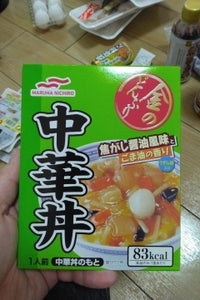 MARUHA NICHIRO
金の
どんぶり
中華丼
焦がし醤油風味と
ごま油の香り
1人前
中華丼のもと
83kcal